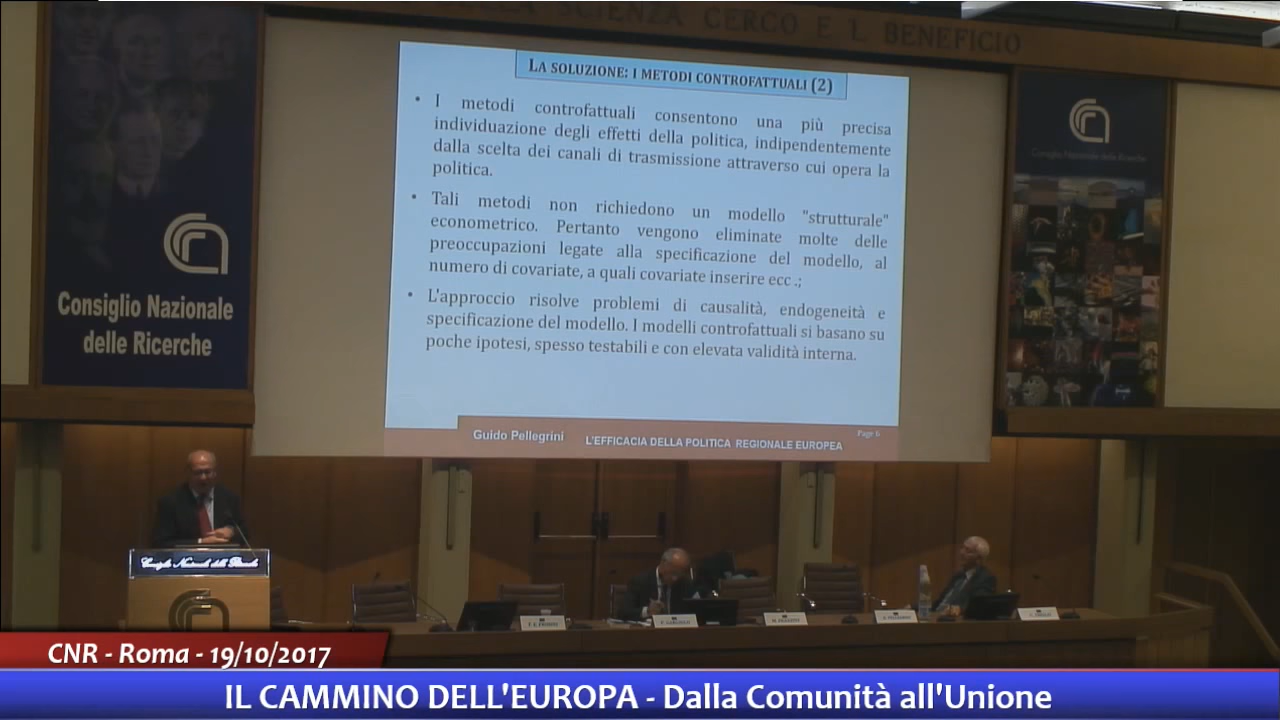 SCIENZA CERCO E L BENEFICIO
LA SOLUZIONE: I METODI CONTROFATTUALI (2)
• I metodi controfattuali consentono una più precisa
individuazione degli effetti della politica, indipendentemente
dalla scelta dei canali di trasmissione attraverso cui opera la
politica.
• Tali metodi non richiedono un modello "strutturale"
econometrico. Pertanto vengono eliminate molte delle
preoccupazioni legate alla specificazione del modello, al
numero di covariate, a quali covariate inserire ecc .;
• L'approccio risolve problemi di causalità, endogeneità e
specificazione del modello. I modelli controfattuali si basano su
poche ipotesi, spesso testabili e con elevata validità interna.
Guido Pellegrini
L'EFFICACIA DELLA POLITICA REGIONALE EUROPEA
Page 6
Consiglio Nazionale
delle Ricerche
Consiglio Nazionale delle Ricerche
Consiglio Nazionale delle Ricerche
CNR - Roma - 19/10/2017
IL CAMMINO DELL'EUROPA - Dalla Comunità all'Unione